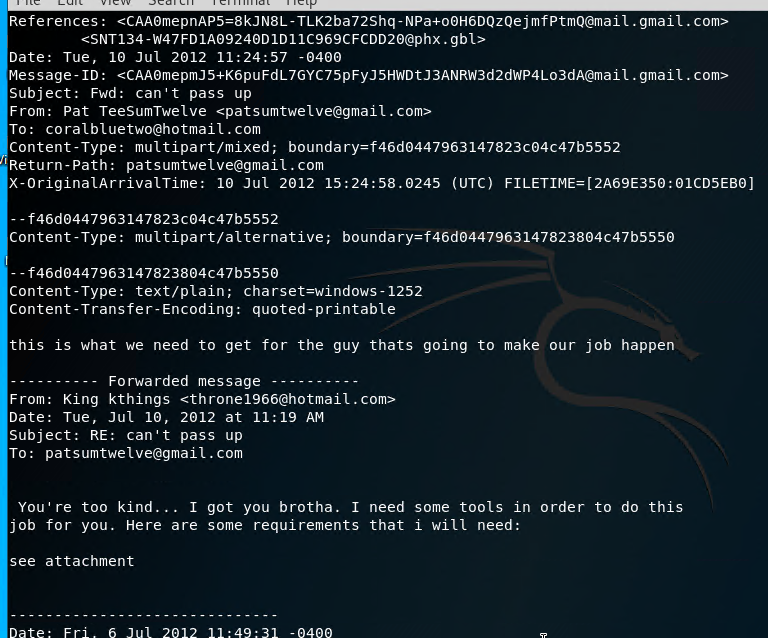 File Edit View Search Terminal Help
References: <CAA0mepnAP5=8kJN8L-TLK2ba72Shq-NPa+o0H6DQzQejmfPtmQ@mail.gmail.com>
<SNT134-W47FD1A09240D1D11C969CFCDD20@phx.gbl>
Date: Tue, 10 Jul 2012 11:24:57 -0400
Message-ID: <CAA0mepmJ5+K6puFdL7GYC75pFyJ5HWDtJ3ANRW3d2dWP4Lo3dA@mail.gmail.com>
Subject: Fwd: can't pass up
From: Pat TeeSumTwelve <patsumtwelve@gmail.com>
To: coralbluetwo@hotmail.com
Content-Type: multipart/mixed; boundary=f46d0447963147823c04c47b5552
Return-Path: patsumtwelve@gmail.com
X-OriginalArrivalTime: 10 Jul 2012 15:24:58.0245 (UTC) FILETIME=[2A69E350:01CD5EB0]
--f46d0447963147823c04c47b5552
Content-Type: multipart/alternative; boundary=f46d0447963147823804c47b5550
--f46d0447963147823804c47b5550
Content-Type: text/plain; charset=windows-1252
Content-Transfer-Encoding: quoted-printable
this is what we need to get for the guy thats going to make our job happen
---------- Forwarded message ----------
From: King kthings <throne1966@hotmail.com>
Date: Tue, Jul 10, 2012 at 11:19 AM
Subject: RE: can't pass up
To: patsumtwelve@gmail.com
You're too kind... I got you brotha. I need some tools in order to do this
job for you. Here are some requirements that i will need:
see attachment
------------------------------
Date: Fri, 6 Jul 2012 11:49:31 -0400